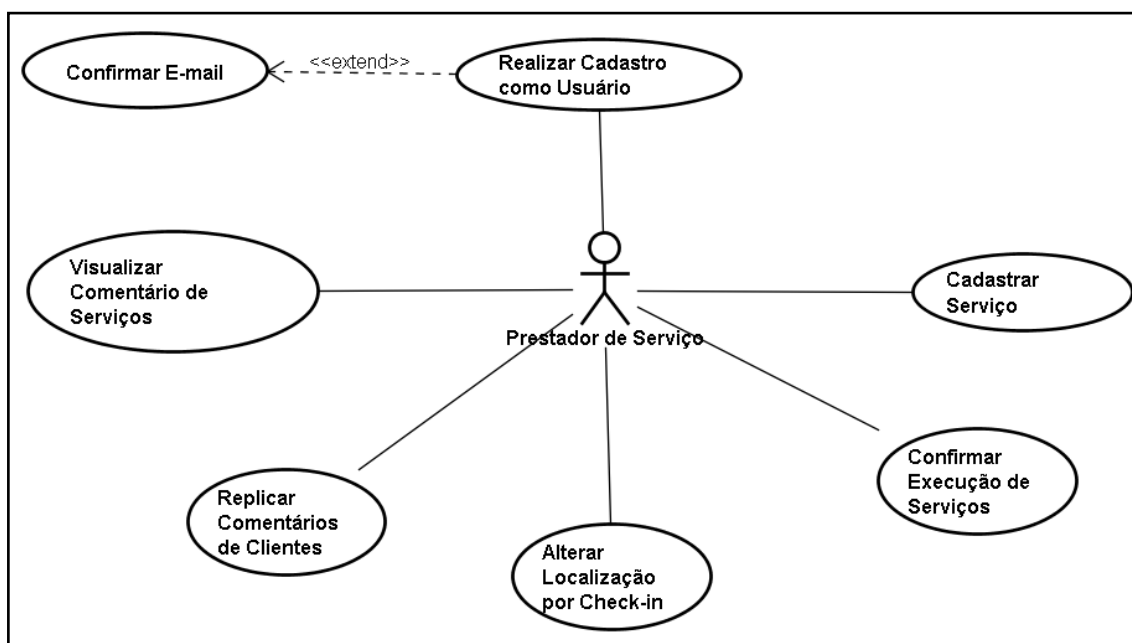 Confirmar E-mail
<<extend>>
Realizar Cadastro
como Usuário
Visualizar
Comentário de
Serviços
Prestador de Serviço
Cadastrar
Serviço
Replicar
Comentários
de Clientes
Alterar
Localização
por Check-in
Confirmar
Execução de
Serviços